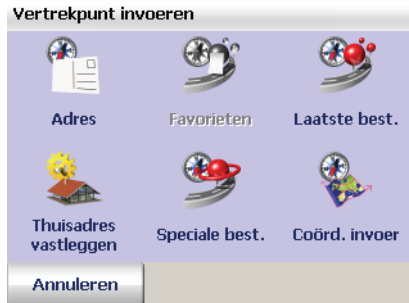 Vertrekpunt invoeren
Adres
Favorieten
Laatste best.
Thuisadres
vastleggen
Speciale best.
Coörd. invoer
Annuleren